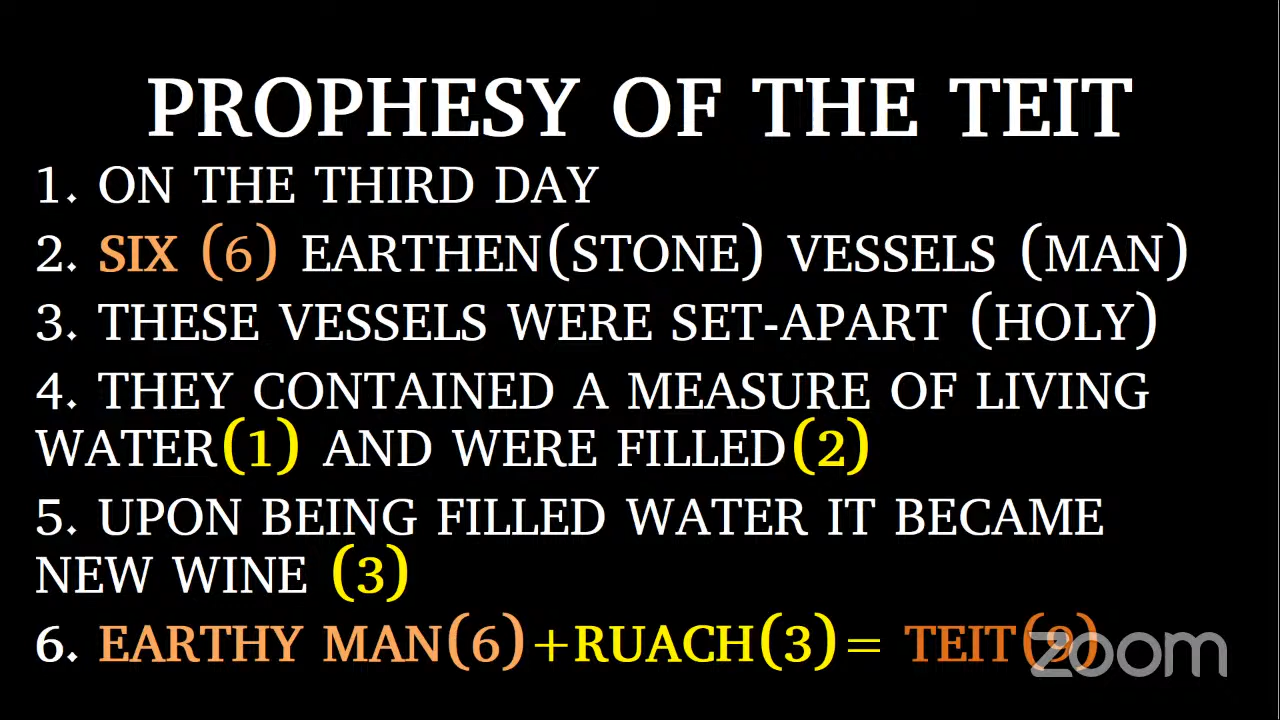 PROPHESY OF THE TEIT
1. ON THE THIRD DAY
2. SIX (6) EARTHEN(STONE) VESSELS (MAN)
3. THESE VESSELS WERE SET-APART (HOLY)
4. THEY CONTAINED A MEASURE OF LIVING
WATER(1) AND WERE FILLED(2)
5. UPON BEING FILLED WATER IT BECAME
NEW WINE (3)
6. EARTHY MAN(6)+RUACH(3)= TEIT(9)
zoom